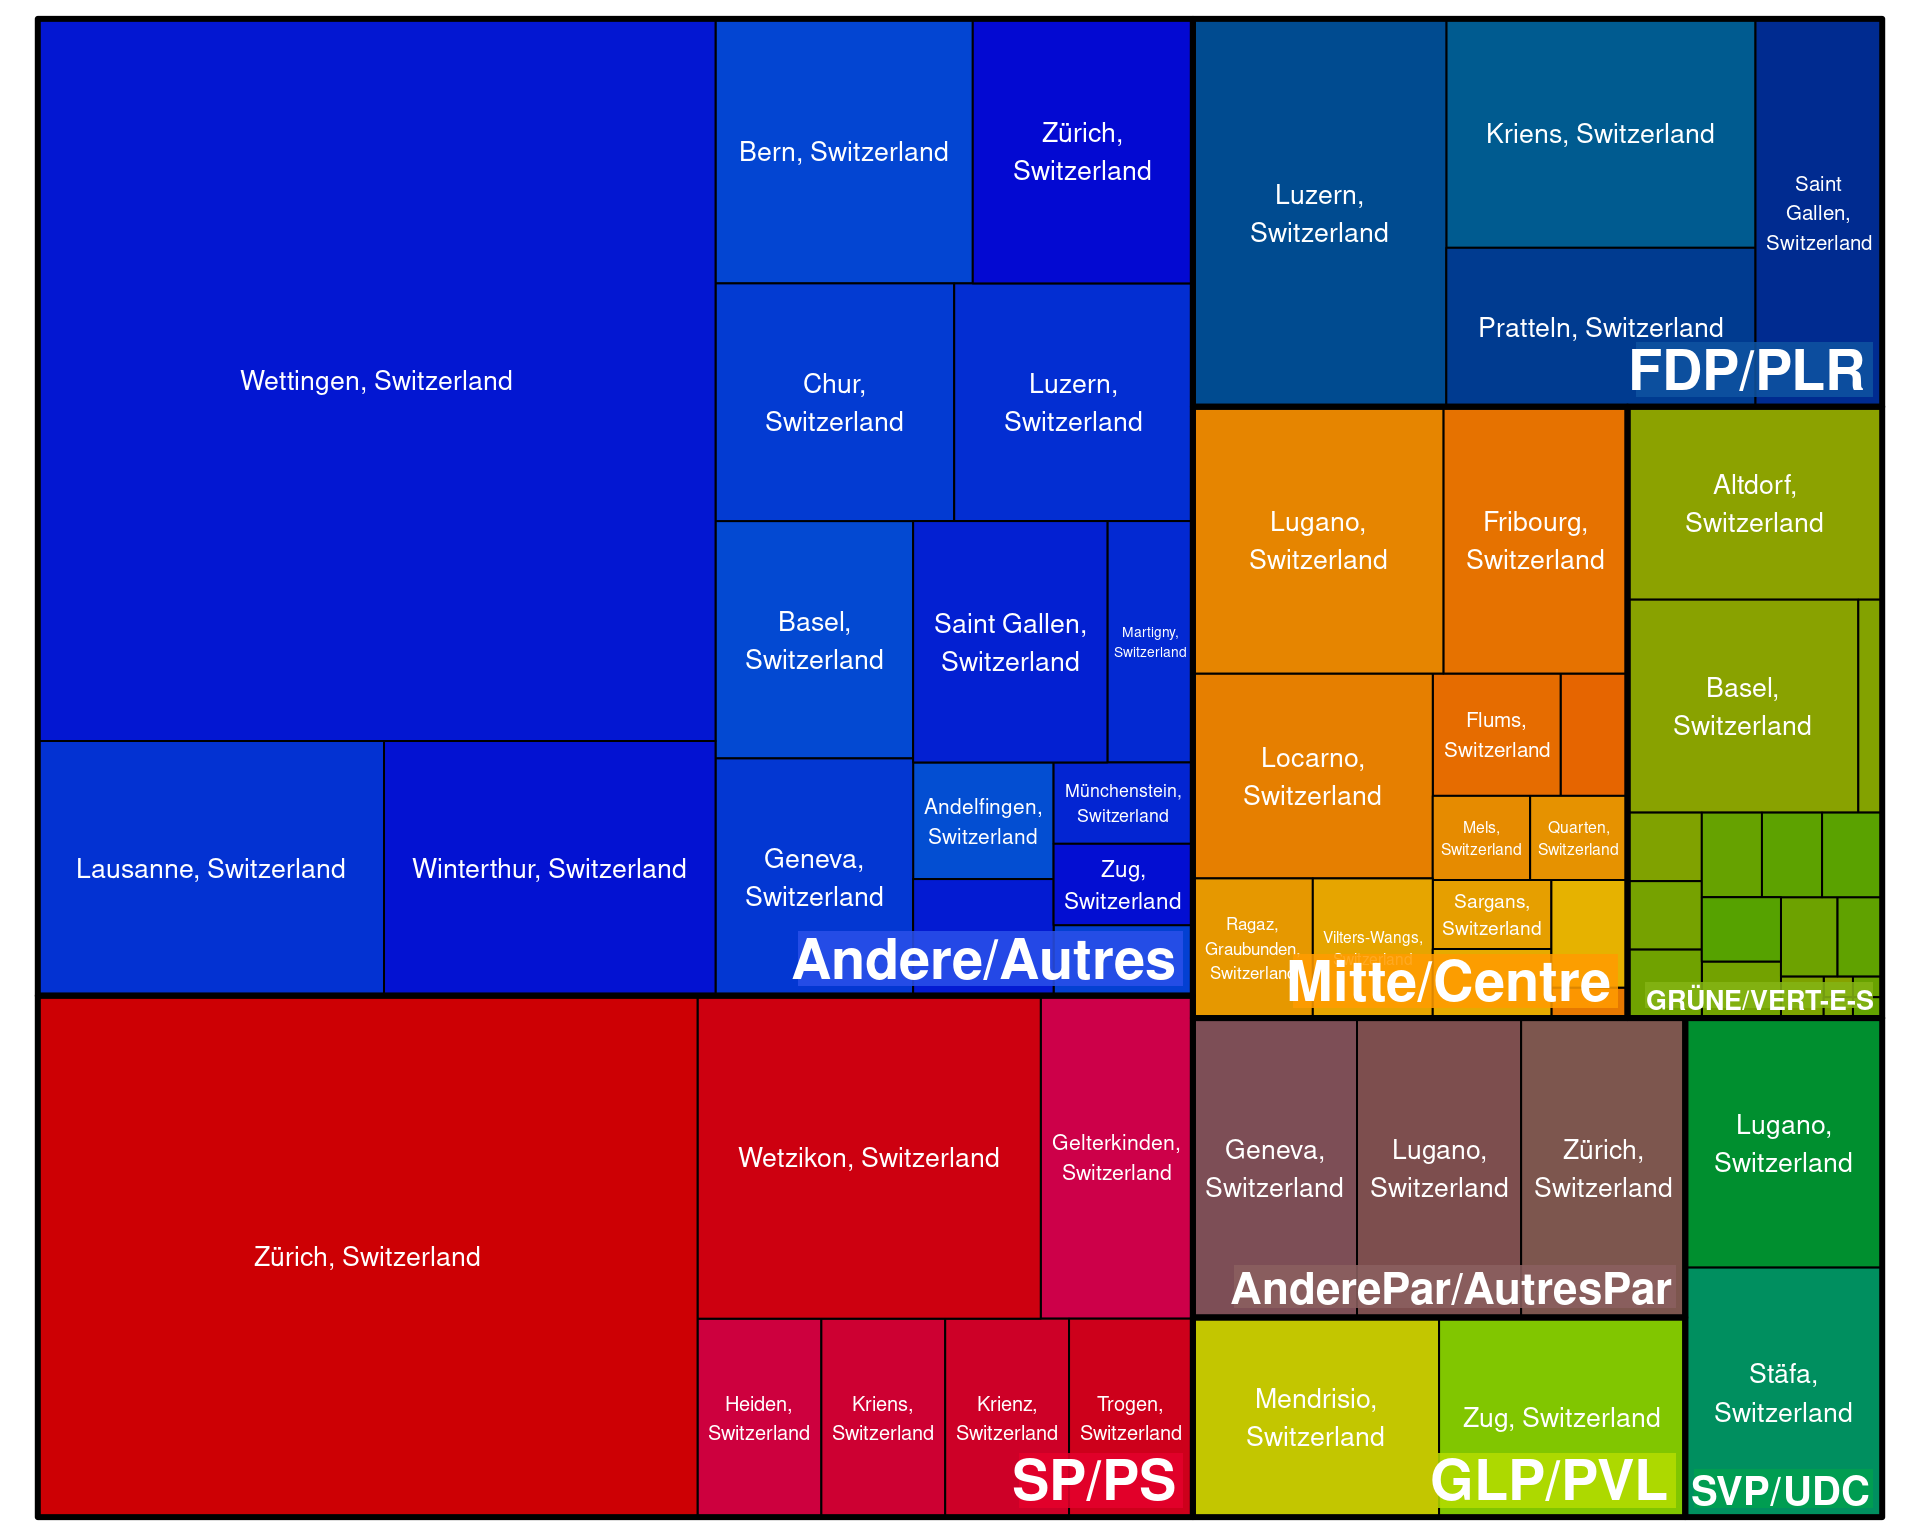 Wettingen, Switzerland
Bern, Switzerland
Zürich,
Switzerland
Chur,
Switzerland
Luzern,
Switzerland
Basel,
Switzerland
Saint Gallen,
Switzerland
Martigny,
Switzerland
Lausanne, Switzerland
Winterthur, Switzerland
Geneva,
Switzerland
Andelfingen,
Switzerland
Münchenstein,
Switzerland
Zug,
Switzerland
Andere/Autres
Zürich, Switzerland
Wetzikon, Switzerland
Gelterkinden,
Switzerland
Heiden,
Switzerland
Kriens,
Switzerland
Krienz,
Switzerland
Trogen,
Switzerland
SP/PS
Luzern,
Switzerland
Kriens, Switzerland
Saint
Gallen,
Switzerland
Pratteln, Switzerland
FDP/PLR
Lugano,
Switzerland
Fribourg,
Switzerland
Locarno,
Switzerland
Flums,
Switzerland
Mels,
Switzerland
Quarten,
Switzerland
Ragaz,
Graubunden,
Switzerland
Vilters-Wangs,
Switzerland
Sargans,
Switzerland
Mitte/Centre
Altdorf,
Switzerland
Basel,
Switzerland
GRÜNE/VERT-E-S
Geneva,
Switzerland
Lugano,
Switzerland
Zürich,
Switzerland
AnderePar/AutresPar
Mendrisio,
Switzerland
Zug, Switzerland
GLP/PVL
Lugano,
Switzerland
Stäfa,
Switzerland
SVP/UDC